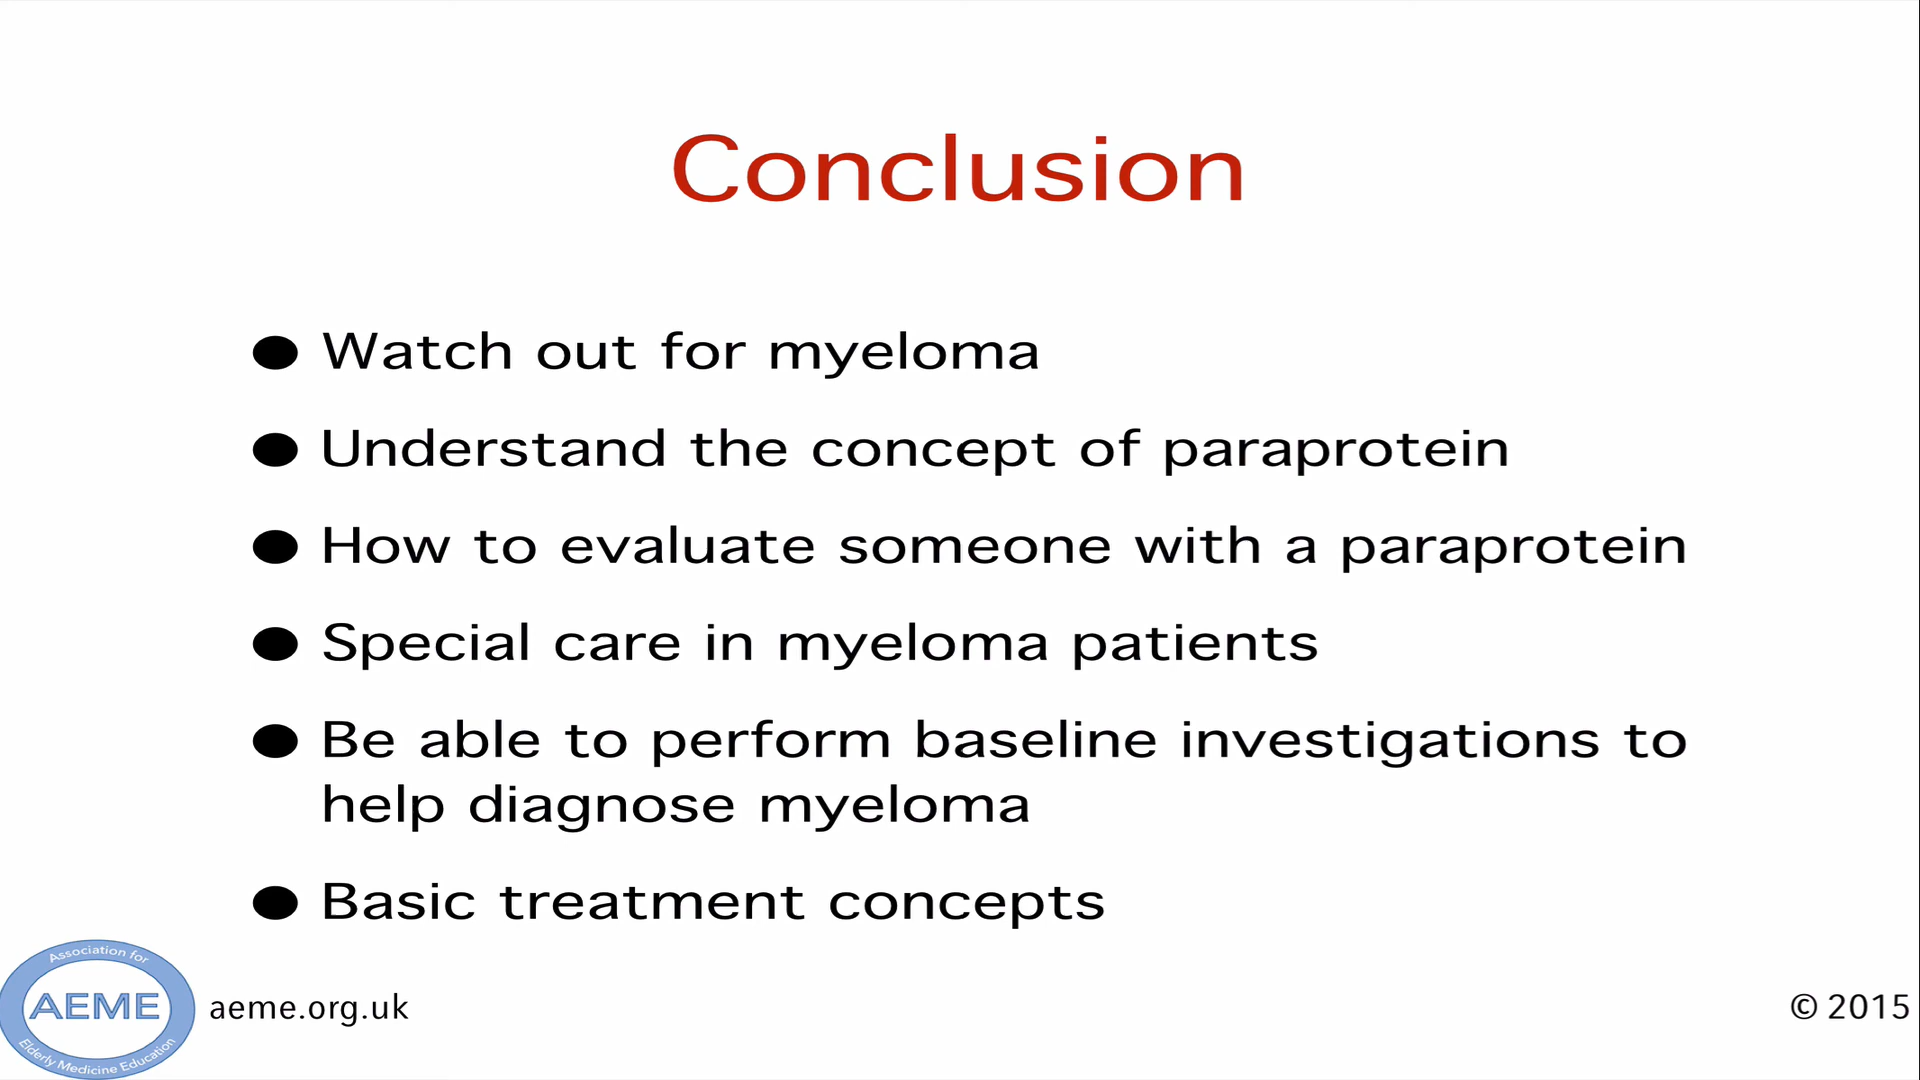 Conclusion
● Watch out for myeloma
● Understand the concept of paraprotein
● How to evaluate someone with a paraprotein
● Special care in myeloma patients
● Be able to perform baseline investigations to
help diagnose myeloma
● Basic treatment concepts
Association for
AEME
Elderly Medicine Education
aeme.org.uk
© 2015